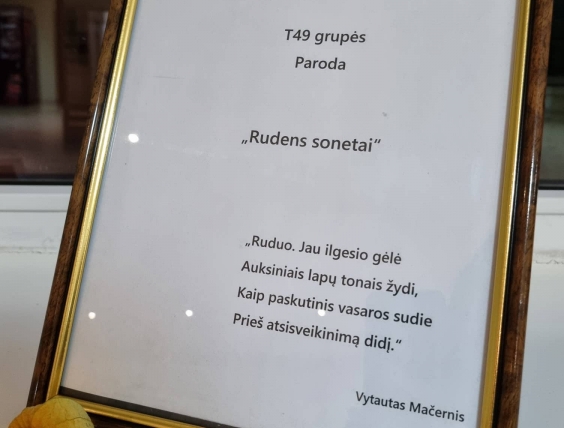 T49 grupės
Paroda
„Rudens sonetai“
„Ruduo. Jau ilgesio gėlė
Auksiniais lapų tonais žydi,
Kaip paskutinis vasaros sudie
Prieš atsisveikinimą didį.“
Vytautas Mačernis